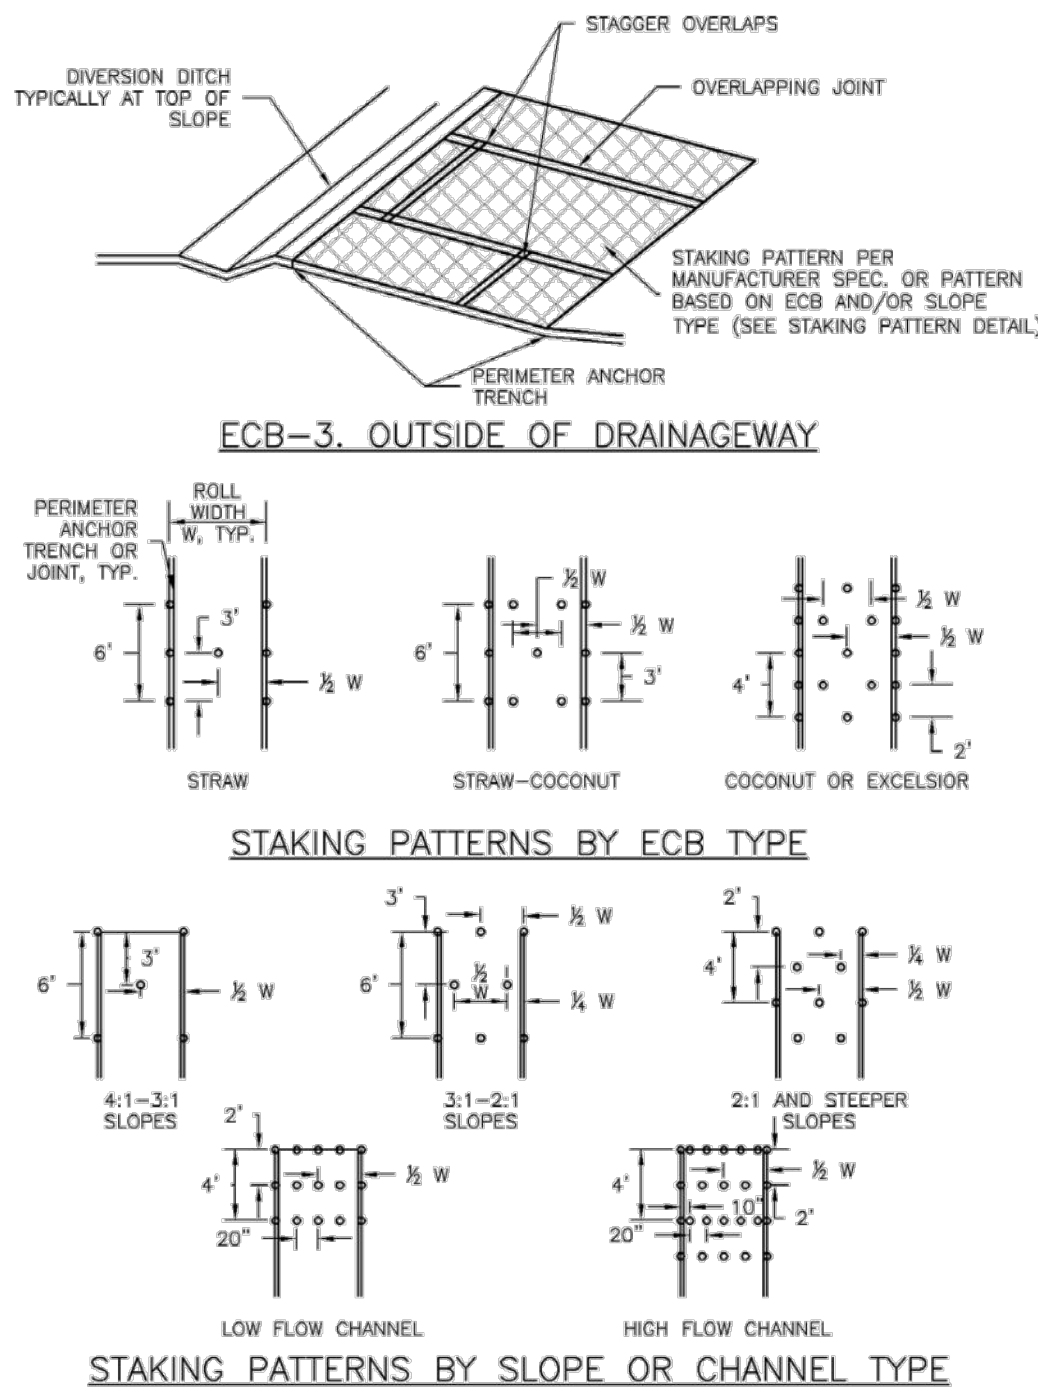 STAGGER OVERLAPS
DIVERSION DITCH
TYPICALLY AT TOP OF
SLOPE
OVERLAPPING JOINT
STAKING PATTERN PER
MANUFACTURER SPEC. OR PATTERN
BASED ON ECB AND/OR SLOPE
TYPE (SEE STAKING PATTERN DETAIL)
PERIMETER ANCHOR
TRENCH
ECB-3. OUTSIDE OF DRAINAGEWAY
PERIMETER
ANCHOR
TRENCH OR
JOINT, TYP.
ROLL
WIDTH
W, TYP.
3'
6'
½ W
STRAW
½ W
½ W
6'
3'
STRAW-COCONUT
½ W
½ W
4'
2'
COCONUT OR EXCELSIOR
STAKING PATTERNS BY ECB TYPE
6'
3'
½ W
4:1-3:1
SLOPES
3'
½ W
6'
½
W
¼ W
3:1-2:1
SLOPES
2'
4'
¼ W
½ W
2:1 AND STEEPER
SLOPES
2'
4'
½ W
20"
LOW FLOW CHANNEL
4'
½ W
10"
2'
20"
HIGH FLOW CHANNEL
STAKING PATTERNS BY SLOPE OR CHANNEL TYPE